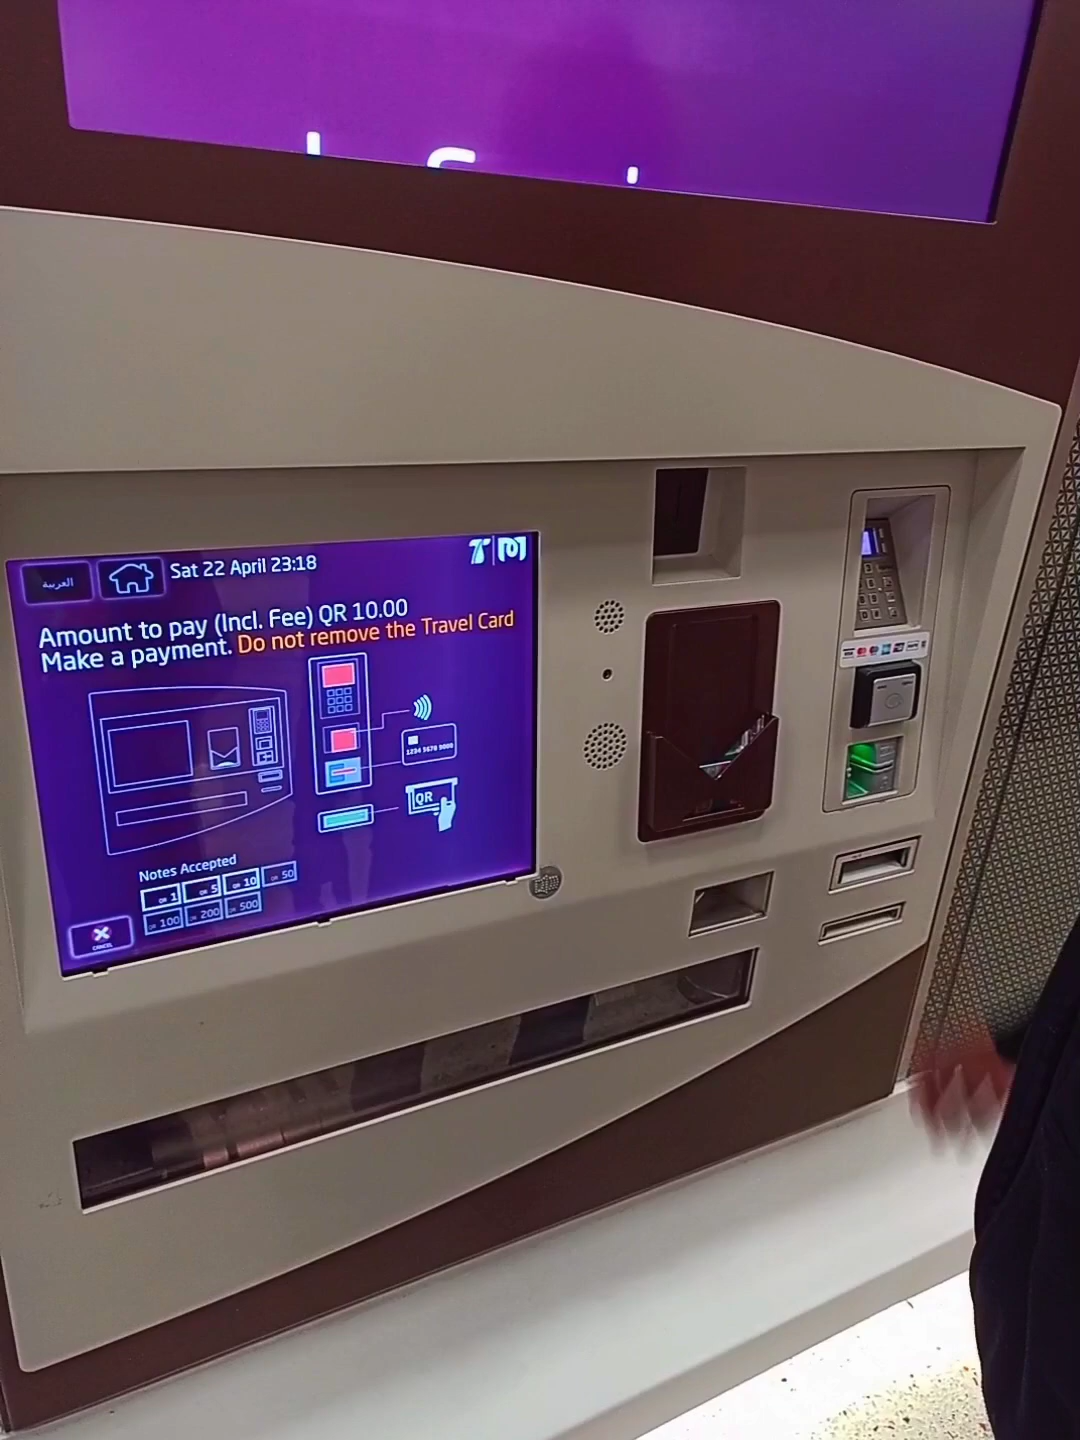 العربية
Sat 22 April 23:18
Amount to pay (Incl. Fee) QR 10.00
Make a payment. Do not remove the Travel Card
1234 5678 9000
QR
Notes Accepted
QR 1 QR 5 QR 10 QR 50
QR 100 QR 200 QR 500
CANCEL